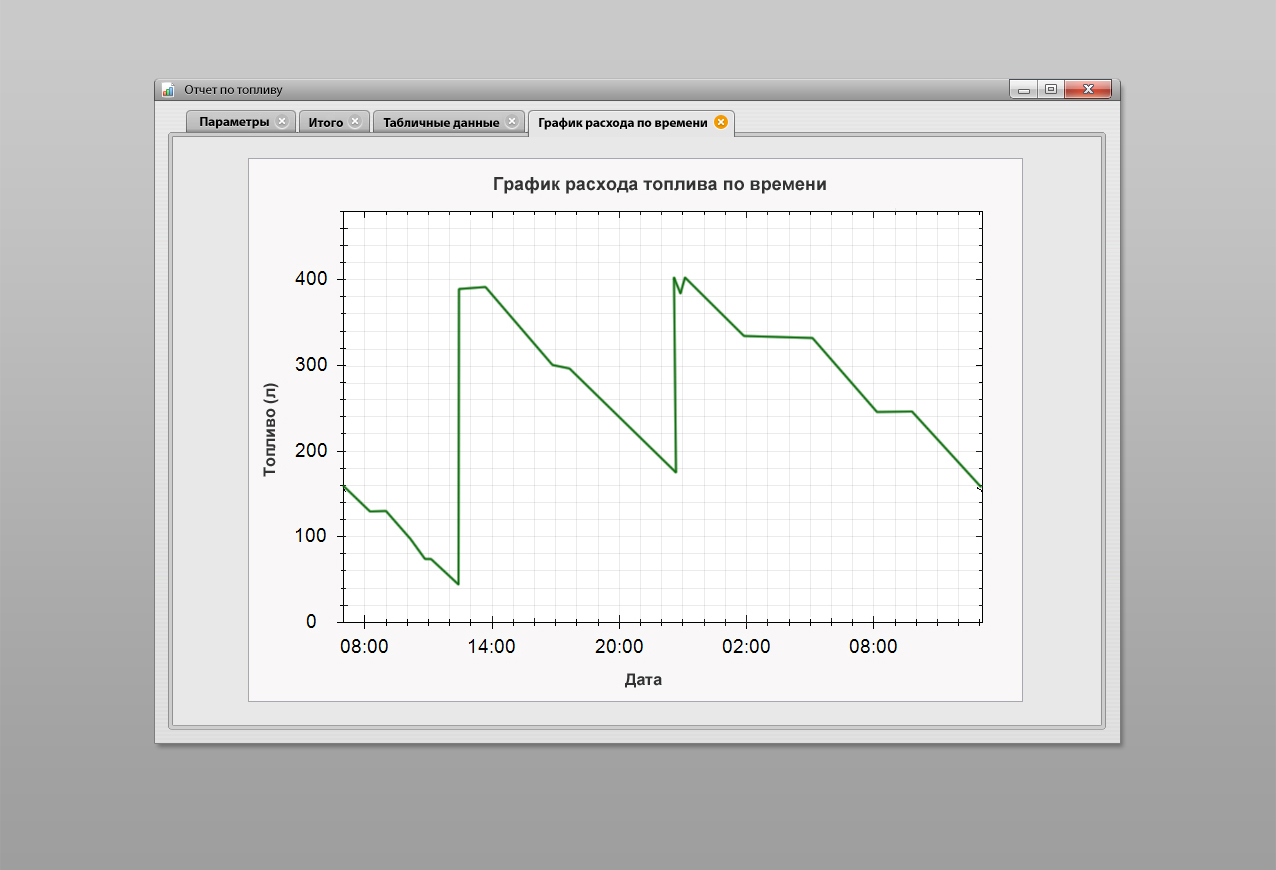 Отчет по топливу
Параметры Итого Табличные данные График расхода по времени
График расхода топлива по времени
400
300
200
100
0
Топливо (л)
08:00 14:00 20:00 02:00 08:00
Дата